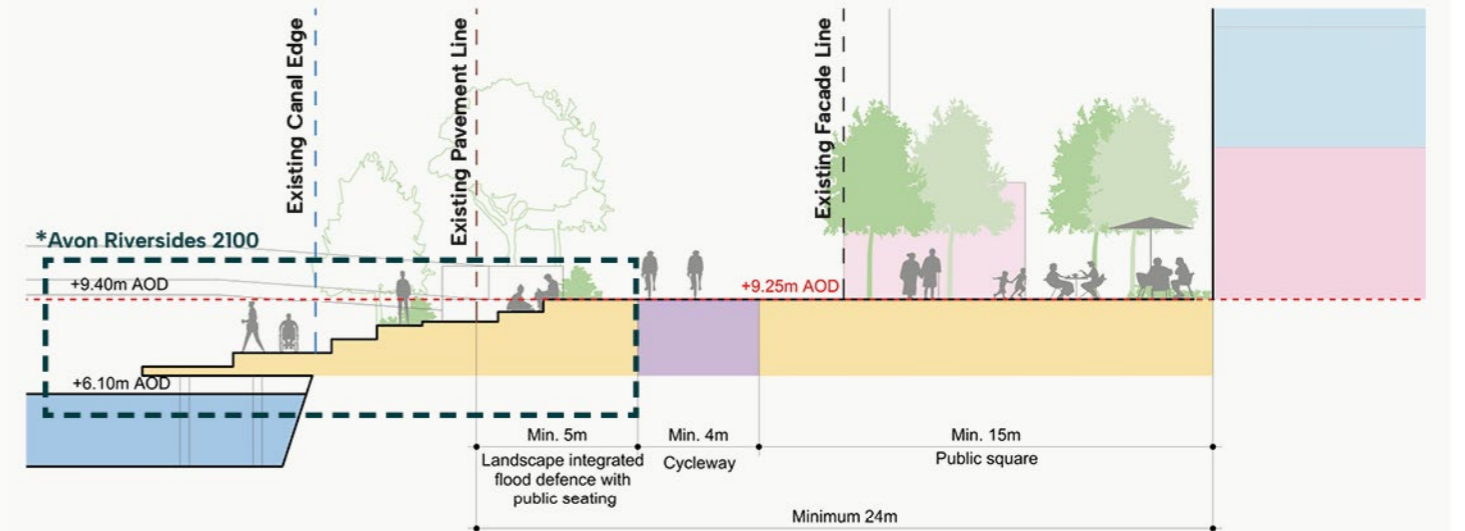 Existing Canal Edge
Existing Pavement Line
Existing Facade Line
*Avon Riversides 2100
+9.40m AOD
+9.25m AOD
+6.10m AOD
Min. 5m
Landscape integrated
flood defence with
public seating
Min. 4m
Cycleway
Min. 15m
Public square
Minimum 24m